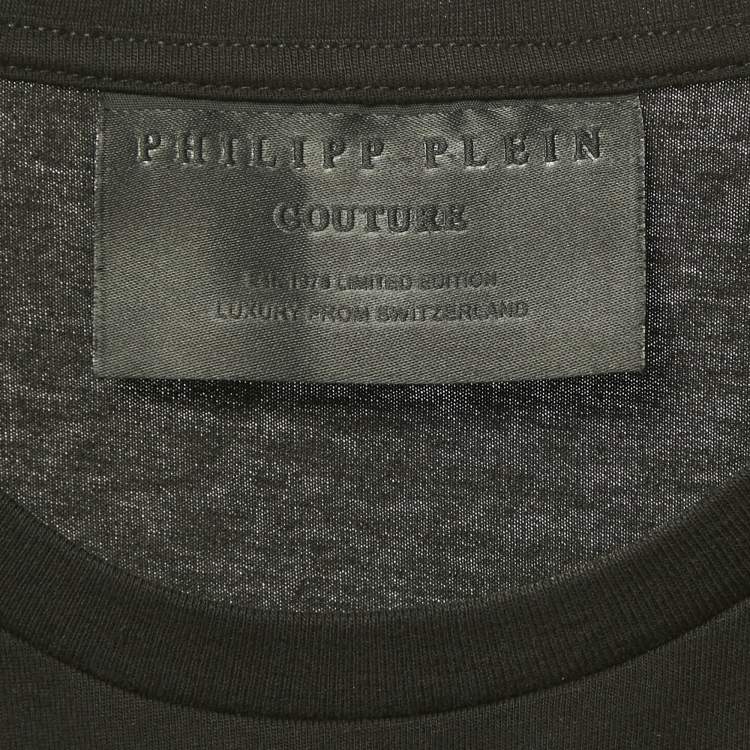 PHILIPP PLEIN
COUTURE
EST. 1978 LIMITED EDITION
LUXURY FROM SWITZERLAND